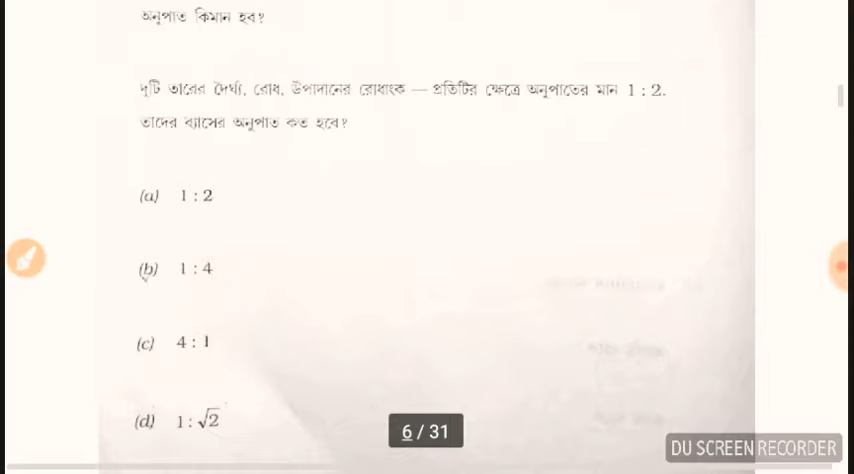 অনুপাত কিমান হব?
দুটি তারের দৈর্ঘ্য, রোধ, উপাদানের রোধাংক — প্রতিটির ক্ষেত্রে অনুপাতের মান 1 : 2.
তাদের ব্যাসের অনুপাত কত হবে?
(a) 1 : 2
(b) 1 : 4
(c) 4 : 1
(d) 1 : √2
6 / 31
DU SCREEN RECORDER